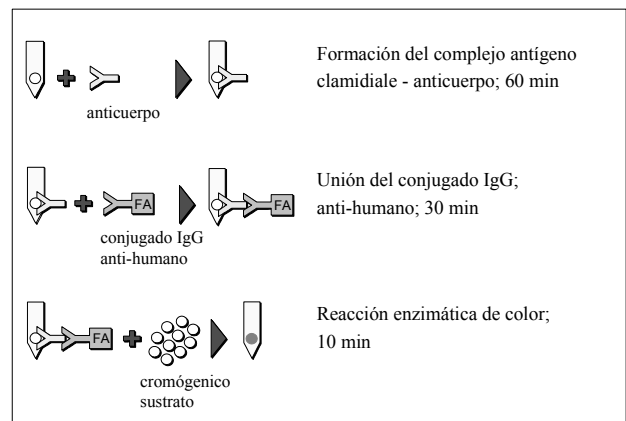 Formación del complejo antígeno
clamidiale - anticuerpo; 60 min
anticuerpo
Unión del conjugado IgG;
anti-humano; 30 min
FA
FA
conjugado IgG
anti-humano
Reacción enzimática de color;
10 min
FA
cromógenico
sustrato